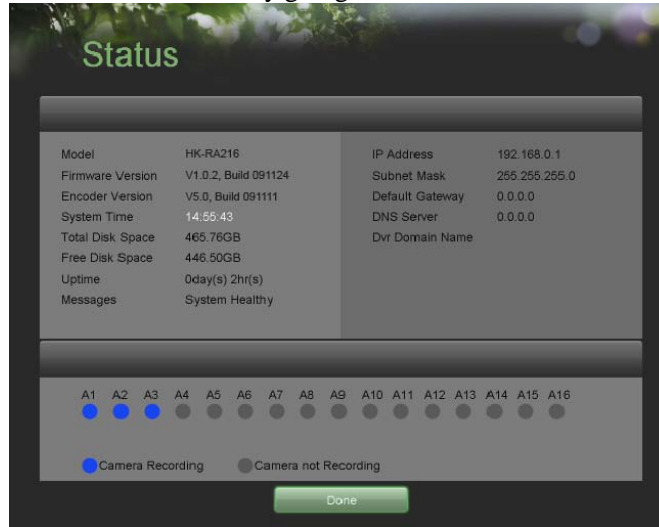 Status
Model HK-RA216
Firmware Version V1.0.2, Build 091124
Encoder Version V5.0, Build 091111
System Time 14:55:43
Total Disk Space 465.76GB
Free Disk Space 446.50GB
Uptime 0day(s) 2hr(s)
Messages System Healthy
IP Address 192.168.0.1
Subnet Mask 255.255.255.0
Default Gateway 0.0.0.0
DNS Server 0.0.0.0
Dvr Domain Name
A1 A2 A3 A4 A5 A6 A7 A8 A9 A10 A11 A12 A13 A14 A15 A16
Camera Recording Camera not Recording
Done